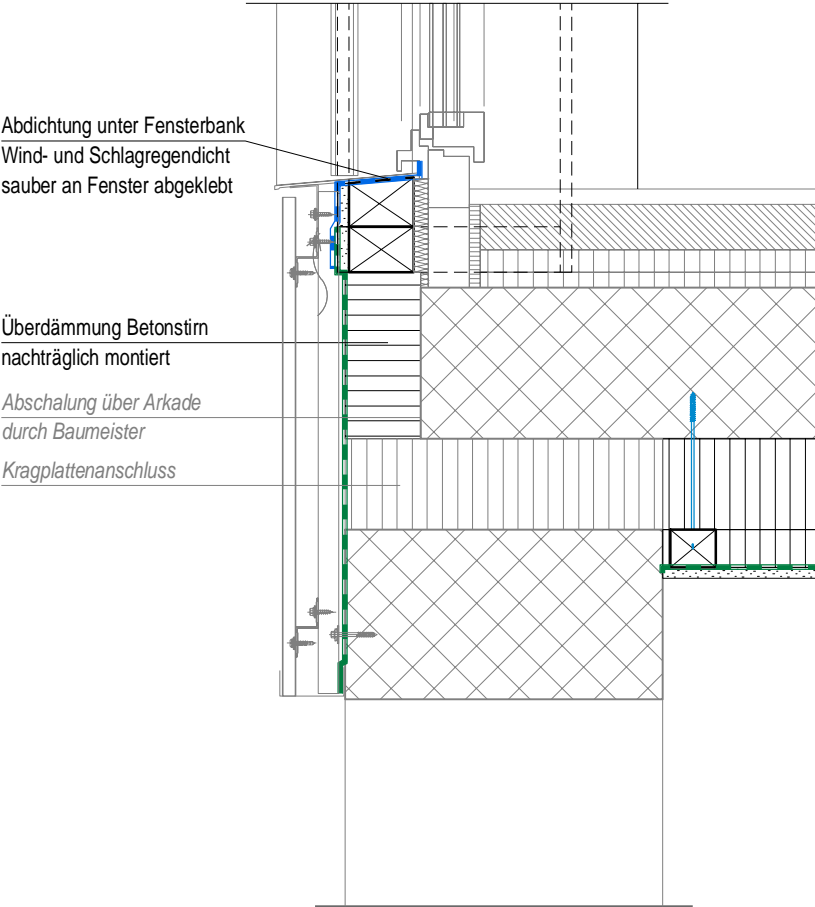 Abdichtung unter Fensterbank
Wind- und Schlagregendicht
sauber an Fenster abgeklebt
Überdämmung Betonstirn
nachträglich montiert
Abschalung über Arkade
durch Baumeister
Kragplattenanschluss